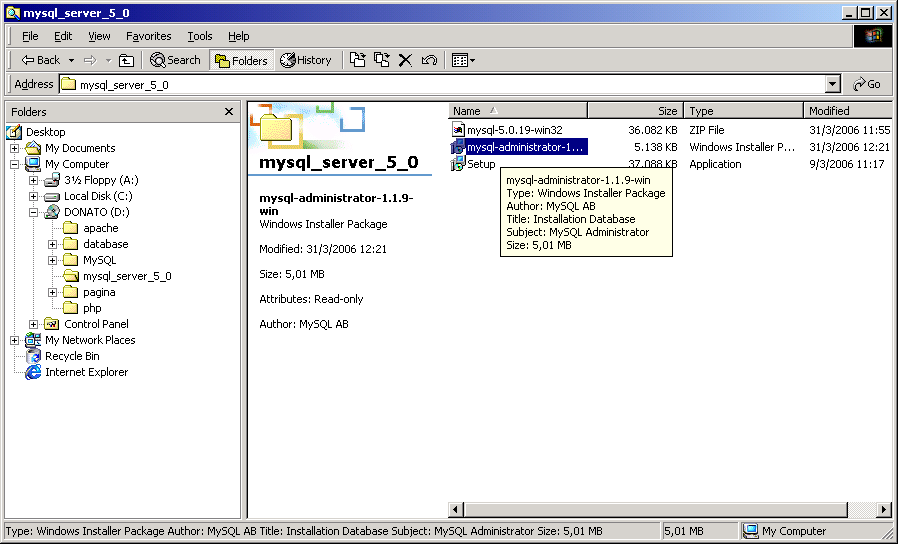 mysql_server_5_0
File Edit View Favorites Tools Help
Back Search Folders History
Address mysql_server_5_0 Go
Folders
Desktop
My Documents
My Computer
3½ Floppy (A:)
Local Disk (C:)
DONATO (D:)
apache
database
MySQL
mysql_server_5_0
pagina
php
Control Panel
My Network Places
Recycle Bin
Internet Explorer
mysql_server_5_0
mysql-administrator-1.1.9-
win
Windows Installer Package
Modified: 31/3/2006 12:21
Size: 5,01 MB
Attributes: Read-only
Author: MySQL AB
Name Size Type Modified
mysql-5.0.19-win32 36.082 KB ZIP File 31/3/2006 11:55
mysql-administrator-1... 5.138 KB Windows Installer P... 31/3/2006 12:21
Setup 37.088 KB Application 9/3/2006 11:17
mysql-administrator-1.1.9-win
Type: Windows Installer Package
Author: MySQL AB
Title: Installation Database
Subject: MySQL Administrator
Size: 5,01 MB
Type: Windows Installer Package Author: MySQL AB Title: Installation Database Subject: MySQL Administrator Size: 5,01 MB 5,01 MB My Computer